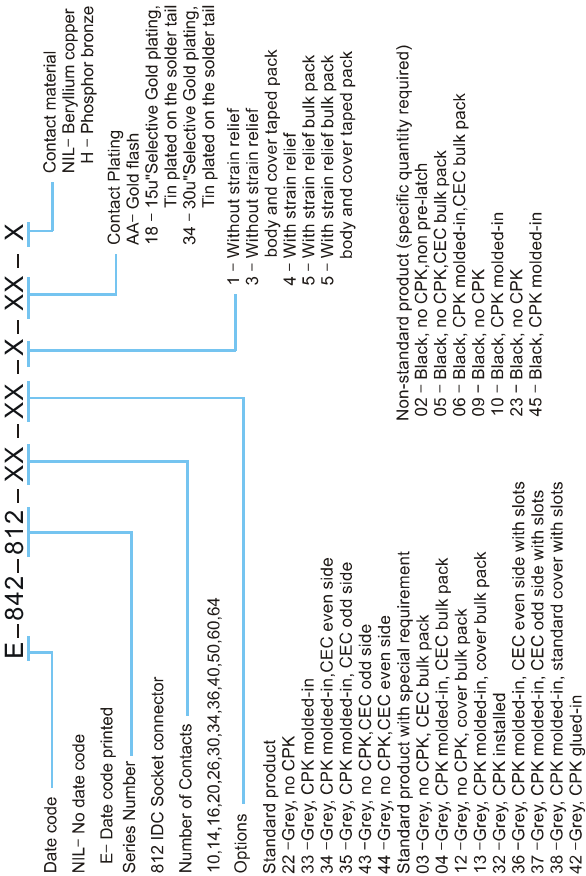 E–842–812–XX–XX–X–XX–X
Date code
NIL– No date code
E– Date code printed
Series Number
812 IDC Socket connector
Number of Contacts
10,14,16,20,26,30,34,36,40,50,60,64
Options
Standard product
22 –Grey, no CPK
33 –Grey, CPK molded–in
34 –Grey, CPK molded–in,CEC even side
35 –Grey, CPK molded–in, CEC odd side
43 –Grey, no CPK,CEC odd side
44 –Grey, no CPK,CEC even side
Standard product with special requirement
03 –Grey, no CPK, CEC bulk pack
04 –Grey, CPK molded–in, CEC bulk pack
12 –Grey, no CPK, cover bulk pack
13 –Grey, CPK molded–in, cover bulk pack
32 –Grey, CPK installed
36 –Grey, CPK molded–in, CEC even side with slots
37 –Grey, CPK molded–in, CEC odd side with slots
38 –Grey, CPK molded–in, standard cover with slots
42 –Grey, CPK glued–in
Non–standard product (specific quantity required)
02 – Black, no CPK,non pre–latch
05 – Black, no CPK,CEC bulk pack
06 – Black, CPK molded–in,CEC bulk pack
09 – Black, no CPK
10 – Black, CPK molded–in
23 – Black, no CPK
45 – Black, CPK molded–in
1 – Without strain relief
3 – Without strain relief
body and cover taped pack
4 – With strain relief
5 – With strain relief bulk pack
5 – With strain relief bulk pack
body and cover taped pack
Contact Plating
AA– Gold flash
18 – 15u"Selective Gold plating,
Tin plated on the solder tail
34 – 30u"Selective Gold plating,
Tin plated on the solder tail
Contact material
NIL– Beryllium copper
H – Phosphor bronze